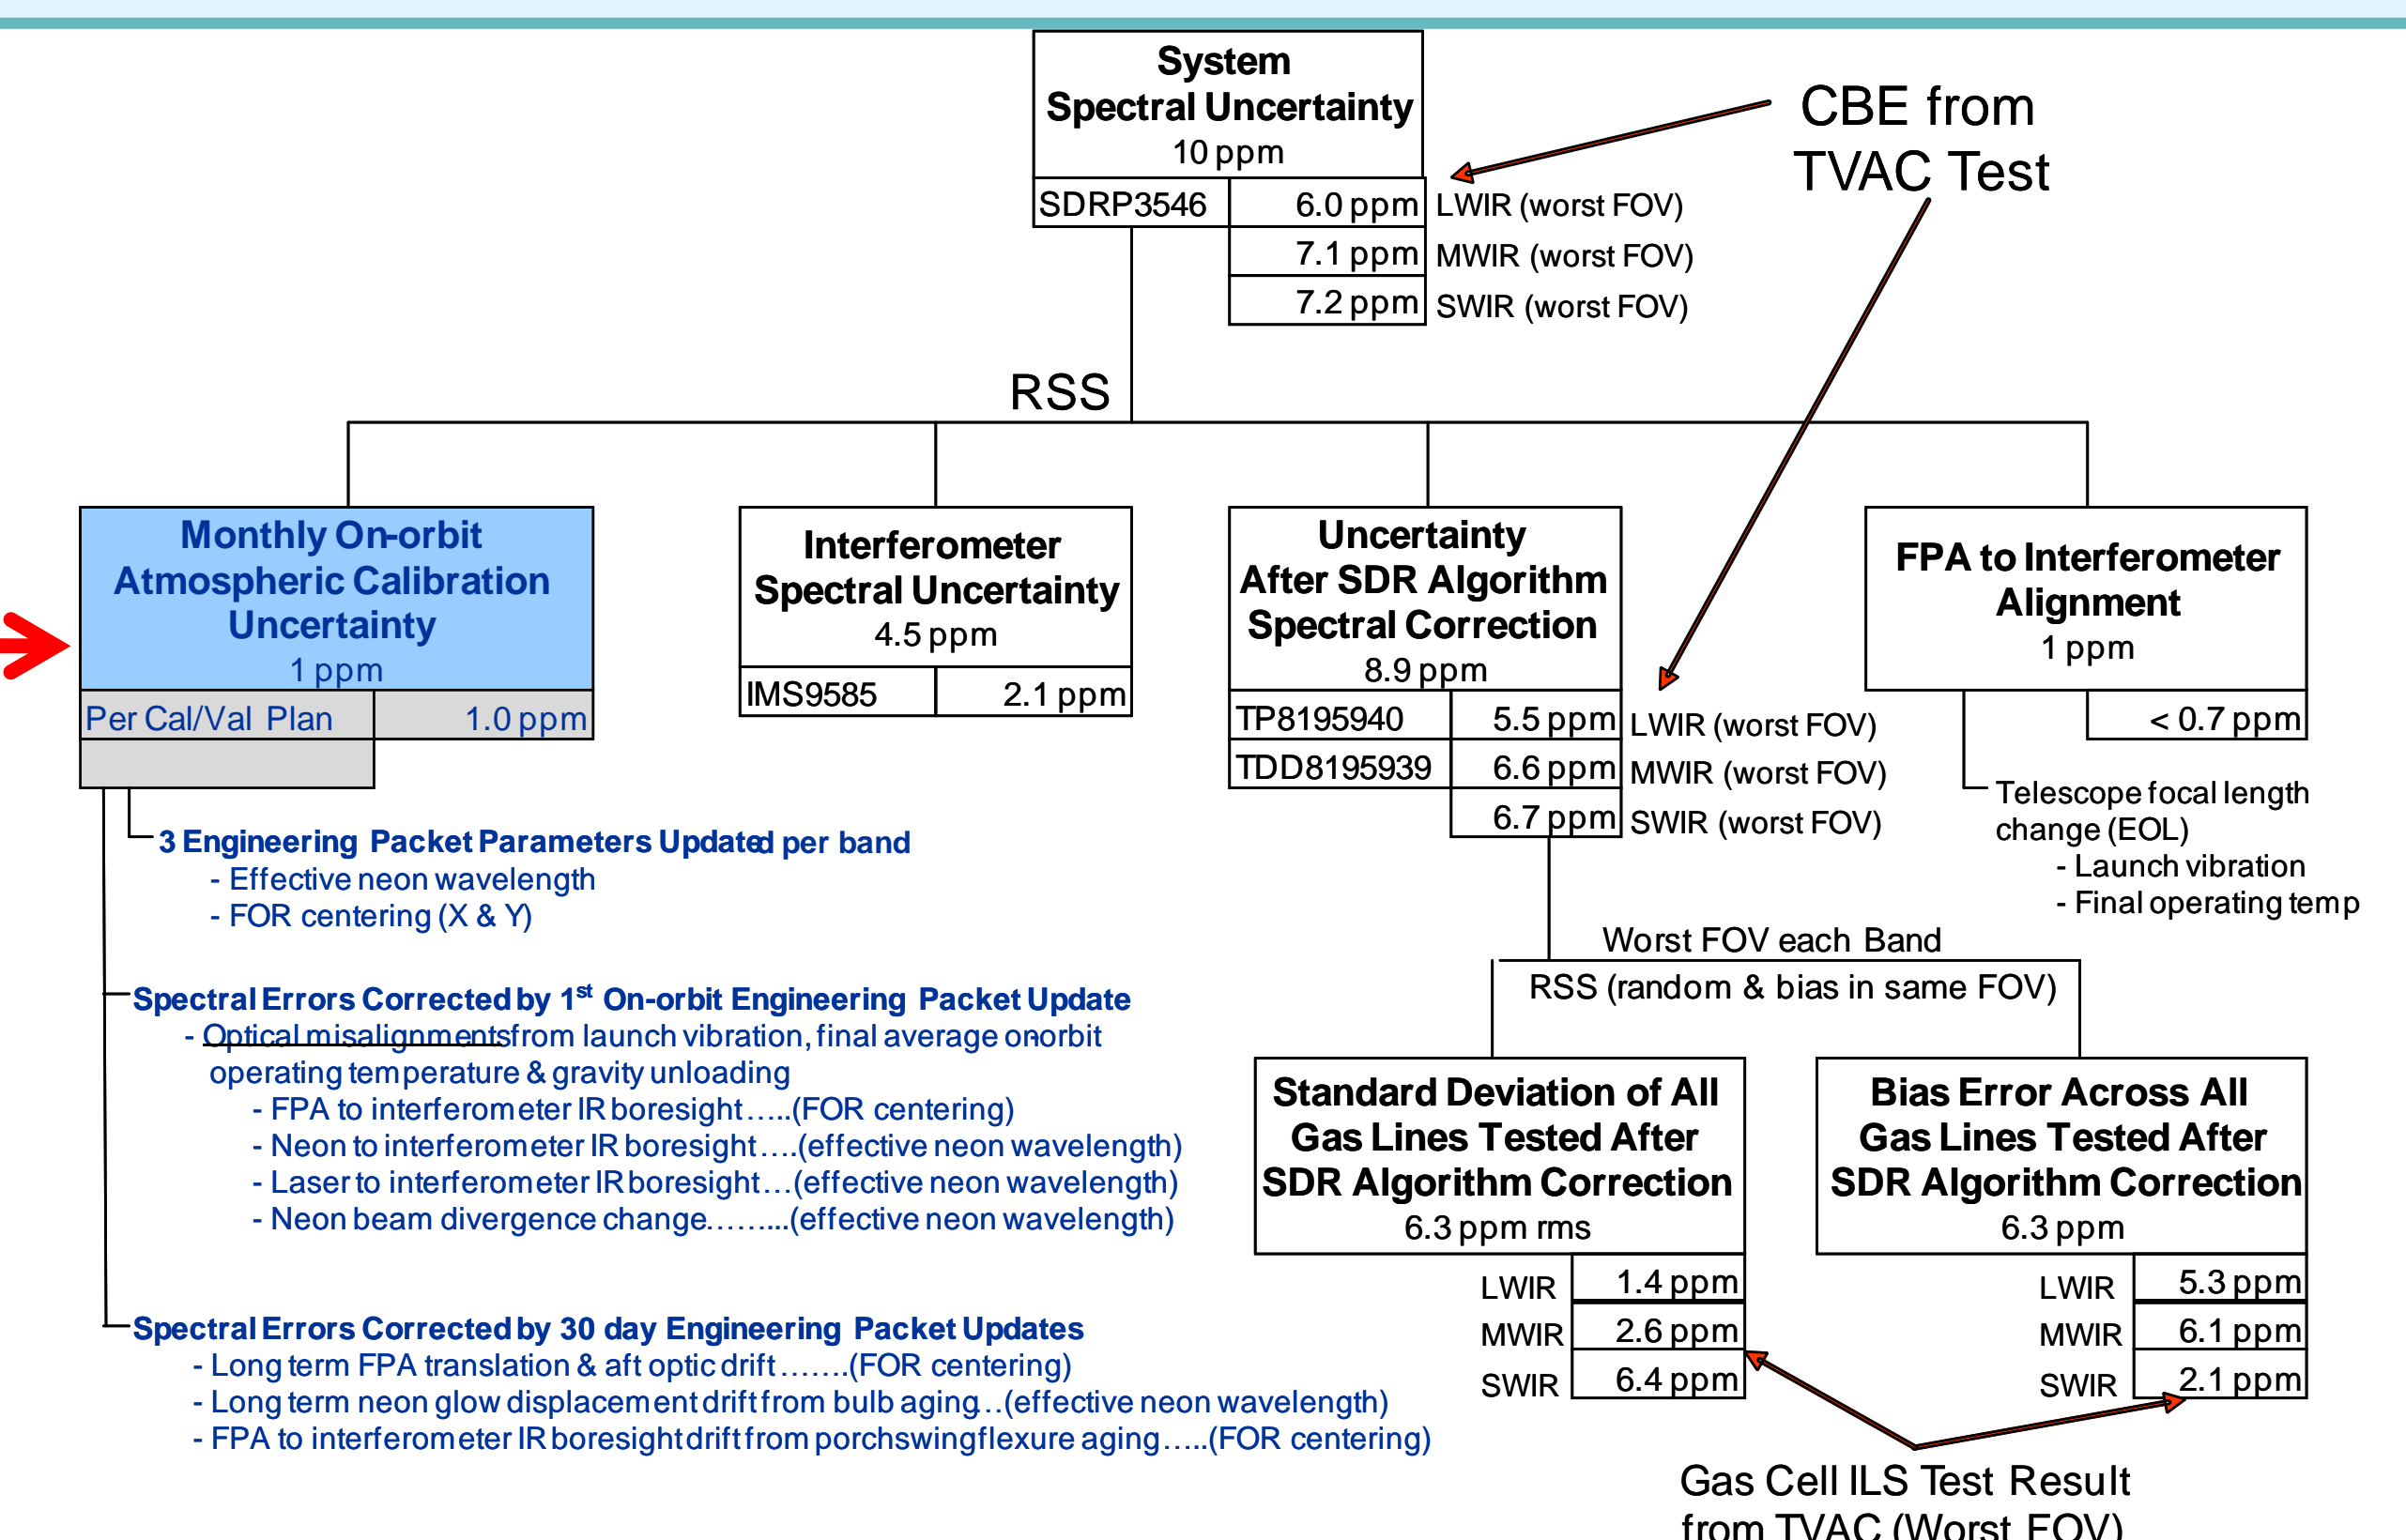 System
Spectral Uncertainty
10 ppm
SDRP3546 6.0 ppm LWIR (worst FOV)
7.1 ppm MWIR (worst FOV)
7.2 ppm SWIR (worst FOV)
CBE from
TVAC Test
RSS
Monthly On-orbit
Atmospheric Calibration
Uncertainty
1 ppm
Per Cal/Val Plan 1.0 ppm
Interferometer
Spectral Uncertainty
4.5 ppm
IMS9585 2.1 ppm
Uncertainty
After SDR Algorithm
Spectral Correction
8.9 ppm
TP8195940 5.5 ppm LWIR (worst FOV)
TDD8195939 6.6 ppm MWIR (worst FOV)
6.7 ppm SWIR (worst FOV)
FPA to Interferometer
Alignment
1 ppm
< 0.7 ppm
Telescope focal length
change (EOL)
- Launch vibration
- Final operating temp
3 Engineering Packet Parameters Updated per band
- Effective neon wavelength
- FOR centering (X & Y)
Spectral Errors Corrected by 1st On-orbit Engineering Packet Update
- Optical misalignments from launch vibration, final average on-orbit
operating temperature & gravity unloading
- FPA to interferometer IR boresight.....(FOR centering)
- Neon to interferometer IR boresight....(effective neon wavelength)
- Laser to interferometer IR boresight...(effective neon wavelength)
- Neon beam divergence change.........(effective neon wavelength)
Spectral Errors Corrected by 30 day Engineering Packet Updates
- Long term FPA translation & aft optic drift.......(FOR centering)
- Long term neon glow displacement drift from bulb aging...(effective neon wavelength)
- FPA to interferometer IR boresight drift from porchswing flexure aging.....(FOR centering)
Worst FOV each Band
RSS (random & bias in same FOV)
Standard Deviation of All
Gas Lines Tested After
SDR Algorithm Correction
6.3 ppm rms
LWIR 1.4 ppm
MWIR 2.6 ppm
SWIR 6.4 ppm
Bias Error Across All
Gas Lines Tested After
SDR Algorithm Correction
6.3 ppm
LWIR 5.3 ppm
MWIR 6.1 ppm
SWIR 2.1 ppm
Gas Cell ILS Test Result
from TVAC (Worst FOV)